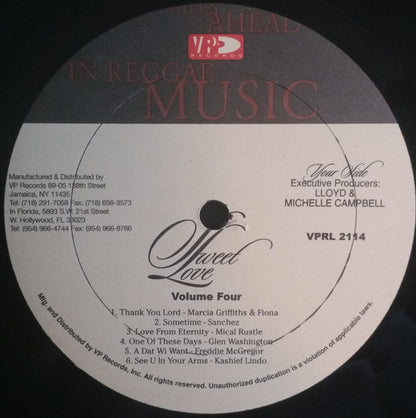 MILES AHEAD
VP
RECORDS
IN REGGAE
MUSIC
Manufactured & Distributed by
VP Records 89-05 138th Street
Jamaica, NY 11435
Tel: (718) 291-7058 Fax: (718) 658-3573
In Florida, 5893 S.W. 21st Street
W. Hollywood, FL 33023
Tel: (954) 966-4744 Fax: (954) 966-8766
Your Side
Executive Producers:
LLOYD &
MICHELLE CAMPBELL
VPRL 2114
Sweet
Love
Volume Four
1. Thank You Lord - Marcia Griffiths & Fiona
2. Sometime - Sanchez
3. Love From Eternity - Mical Rustle
4. One Of These Days - Glen Washington
5. A Dat Wi Want - Freddie McGregor
6. See U In Your Arms - Kashief Lindo
Mfg. and Distributed by VP Records, Inc. All rights reserved. Unauthorized duplication is a violation of applicable laws.